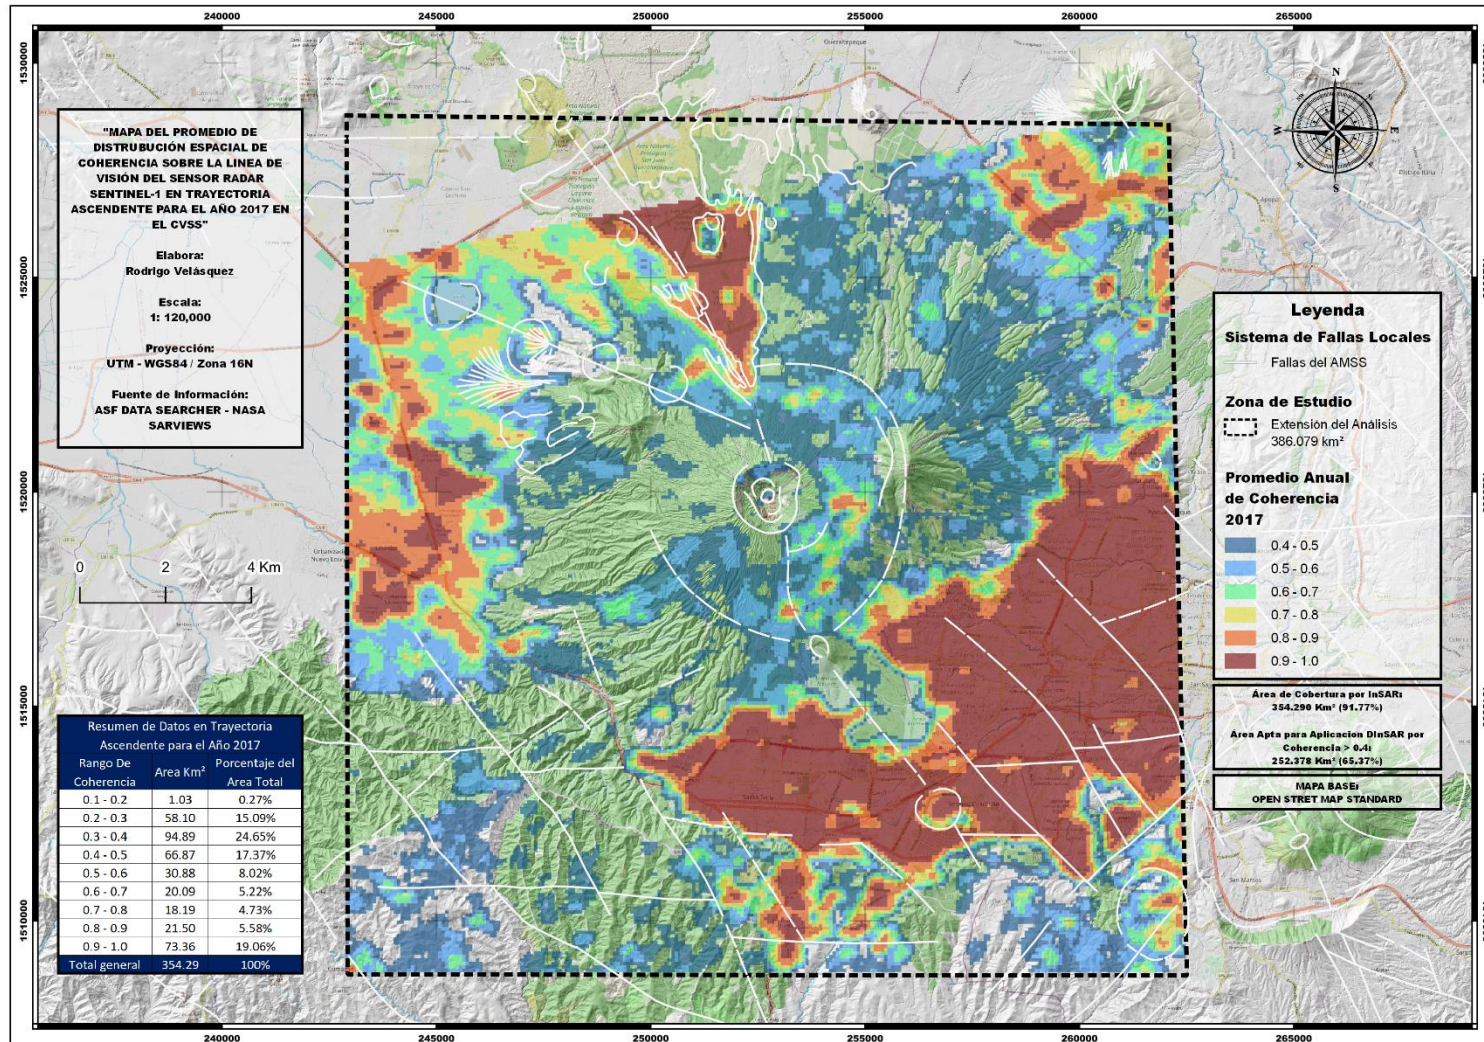 240000 245000 250000 255000 260000 265000
1530000
1525000
1520000
1515000
1510000
"MAPA DEL PROMEDIO DE
DISTRUBUCIÓN ESPACIAL DE
COHERENCIA SOBRE LA LINEA DE
VISIÓN DEL SENSOR RADAR
SENTINEL-1 EN TRAYECTORIA
ASCENDENTE PARA EL AÑO 2017 EN
EL CVSS"
Elabora:
Rodrigo Velásquez
Escala:
1: 120,000
Proyección:
UTM - WGS84 / Zona 16N
Fuente de Información:
ASF DATA SEARCHER - NASA
SARVIEWS
N
W E
S
0 2 4 Km
Leyenda
Sistema de Fallas Locales
Fallas del AMSS
Zona de Estudio
Extensión del Análisis
386.079 km²
Promedio Anual
de Coherencia
2017
0.4 - 0.5
0.5 - 0.6
0.6 - 0.7
0.7 - 0.8
0.8 - 0.9
0.9 - 1.0
Área de Cobertura por InSAR:
354.290 Km² (91.77%)
Área Apta para Aplicacion DInSAR por
Coherencia > 0.4:
252.378 Km² (65.37%)
MAPA BASE:
OPEN STRET MAP STANDARD
Resumen de Datos en Trayectoria
Ascendente para el Año 2017
Rango De Coherencia Area Km² Porcentaje del Area Total
0.1 - 0.2 1.03 0.27%
0.2 - 0.3 58.10 15.09%
0.3 - 0.4 94.89 24.65%
0.4 - 0.5 66.87 17.37%
0.5 - 0.6 30.88 8.02%
0.6 - 0.7 20.09 5.22%
0.7 - 0.8 18.19 4.73%
0.8 - 0.9 21.50 5.58%
0.9 - 1.0 73.36 19.06%
Total general 354.29 100%
Quezaltepeque
Apopa
San Marcos
240000 245000 250000 255000 260000 265000